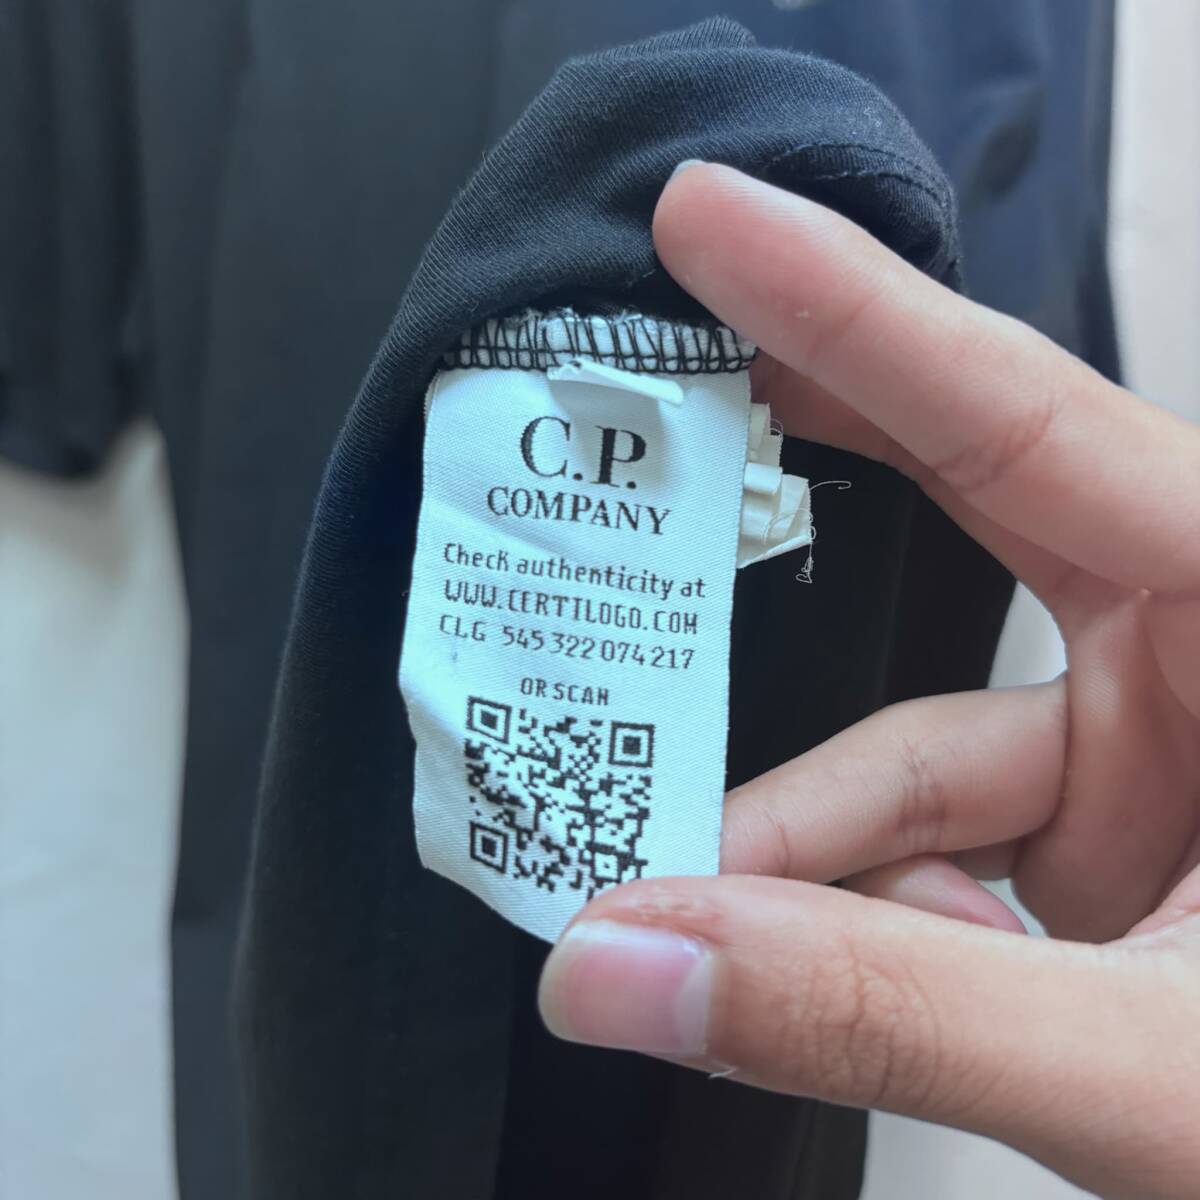 C.P.
COMPANY
Check authenticity at
WWW.CERTILOGO.COM
CLG 545 322 074 217
OR SCAN